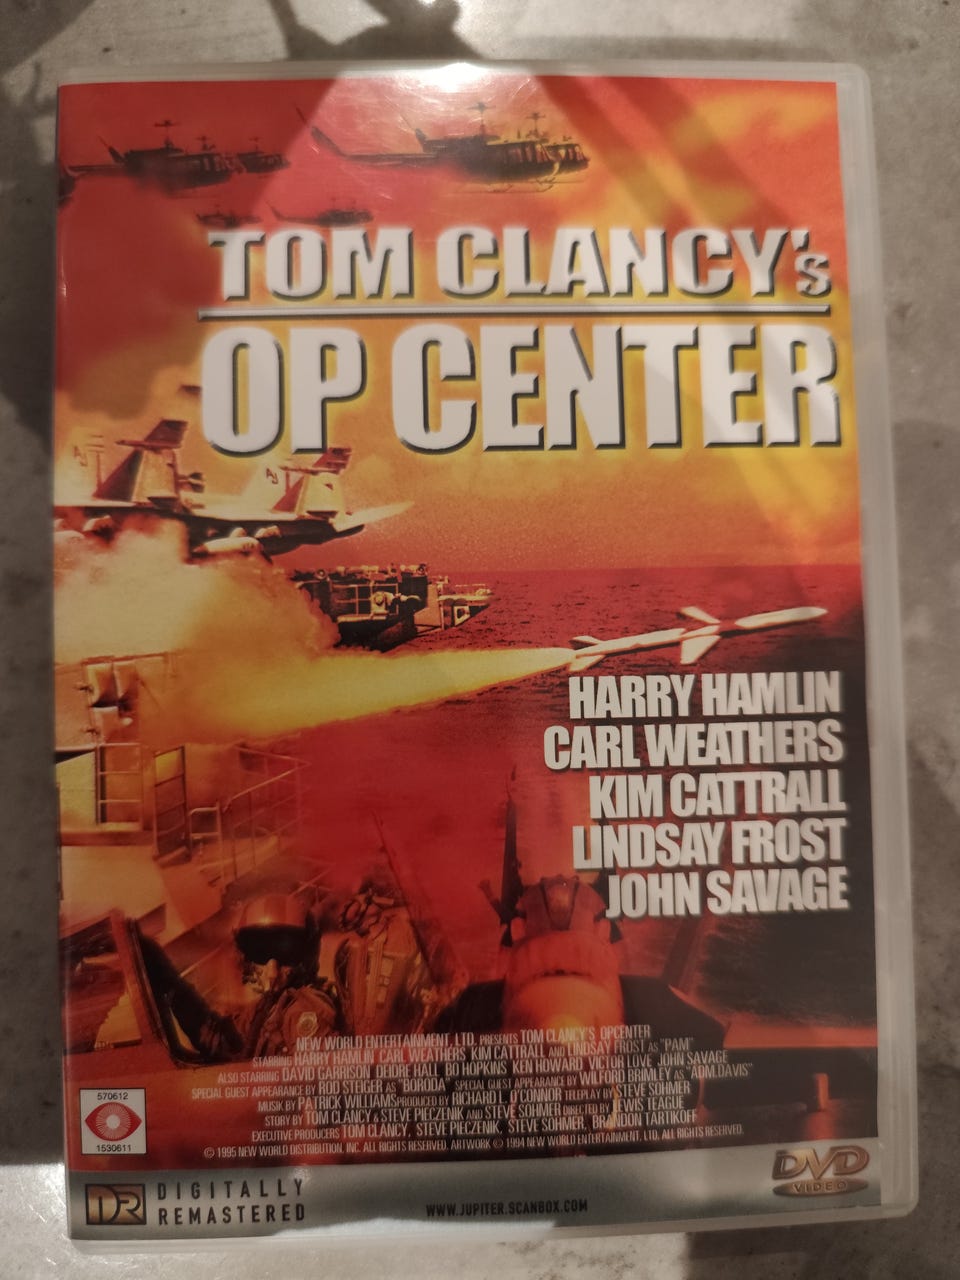 TOM CLANCY's
OP CENTER
HARRY HAMLIN
CARL WEATHERS
KIM CATTRALL
LINDSAY FROST
JOHN SAVAGE
NEW WORLD ENTERTAINMENT, LTD. PRESENTS TOM CLANCY'S OPCENTER
STARRING HARRY HAMLIN CARL WEATHERS KIM CATTRALL AND LINDSAY FROST AS "PAM"
ALSO STARRING DAVID GARRISON DEIDRE HALL BO HOPKINS KEN HOWARD VICTOR LOVE JOHN SAVAGE
SPECIAL GUEST APPEARANCE BY ROD STEIGER AS "BORODA" SPECIAL GUEST APPEARANCE BY WILFORD BRIMLEY AS "ADM.DAVIS"
MUSIC BY PATRICK WILLIAMS PRODUCED BY RICHARD L. O'CONNOR TELEPLAY BY STEVE SOHMER
STORY BY TOM CLANCY & STEVE PIECZENIK AND STEVE SOHMER DIRECTED BY LEWIS TEAGUE
EXECUTIVE PRODUCERS TOM CLANCY, STEVE PIECZENIK, STEVE SOHMER, BRANDON TARTIKOFF
© 1995 NEW WORLD DISTRIBUTION, INC. ALL RIGHTS RESERVED. ARTWORK © 1994 NEW WORLD ENTERTAINMENT, LTD. ALL RIGHTS RESERVED.
570612
1530611
DR DIGITALLY
REMASTERED
WWW.JUPITER.SCANBOX.COM
DVD
VIDEO